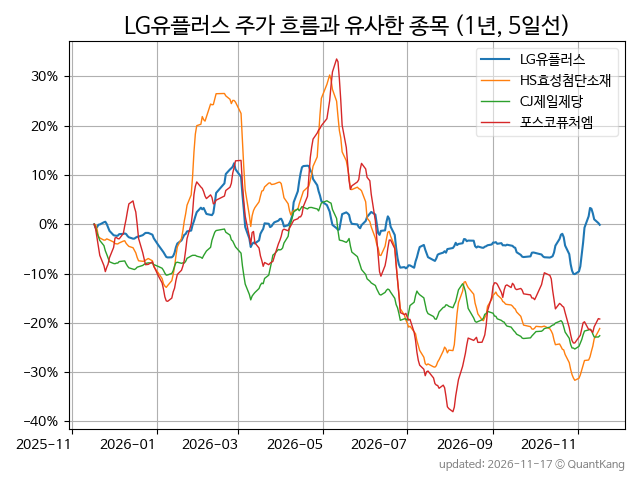 LG유플러스 주가 흐름과 유사한 종목 (1년, 5일선)
LG유플러스
HS효성첨단소재
CJ제일제당
포스코퓨처엠
30%
20%
10%
0%
-10%
-20%
-30%
-40%
2025-11 2026-01 2026-03 2026-05 2026-07 2026-09 2026-11
updated: 2026-11-17 © QuantKang